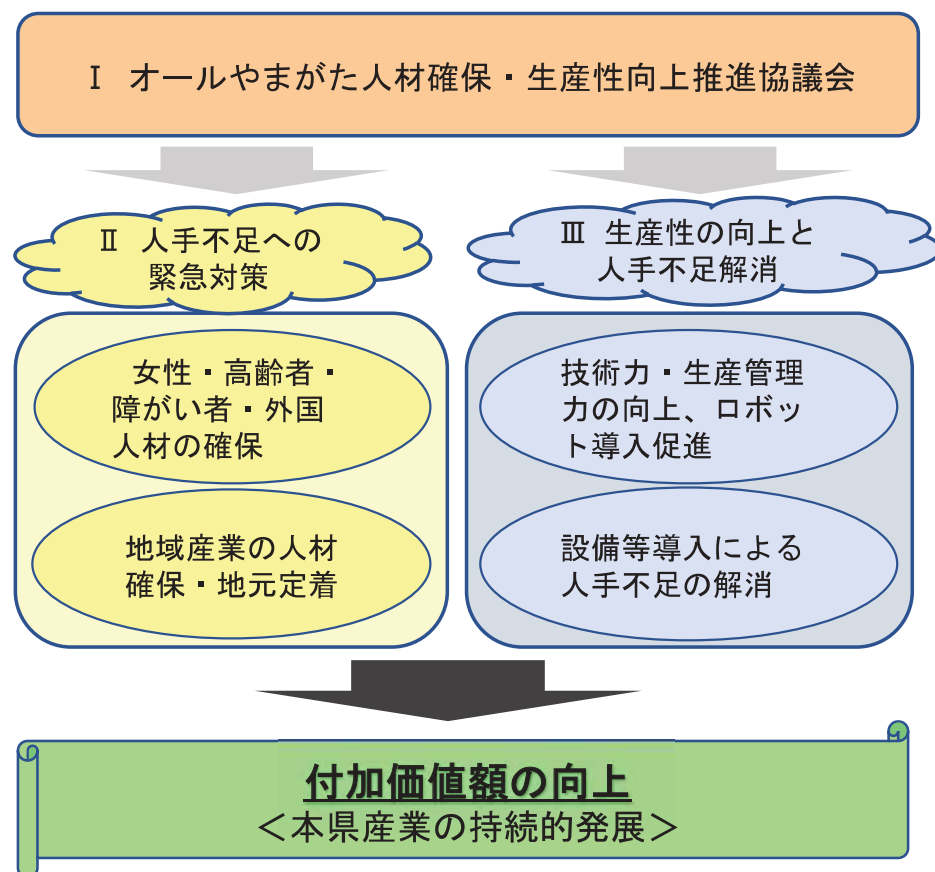 Ⅰ オールやまがた人材確保・生産性向上推進協議会
Ⅱ 人手不足への
緊急対策
女性・高齢者・
障がい者・外国
人材の確保
地域産業の人材
確保・地元定着
Ⅲ 生産性の向上と
人手不足解消
技術力・生産管理
力の向上、ロボッ
ト導入促進
設備等導入による
人手不足の解消
付加価値額の向上
＜本県産業の持続的発展＞